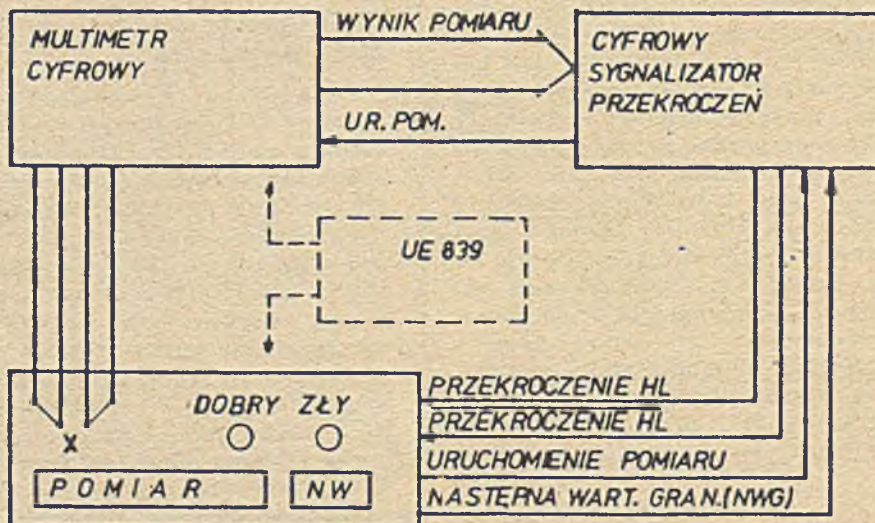 MULTIMETR
CYFROWY
WYNIK POMIARU
CYFROWY
SYGNALIZATOR
PRZEKROCZEŃ
UR. POM.
UE 839
DOBRY ZŁY
X
POMIAR
NW
PRZEKROCZENIE HL
PRZEKROCZENIE HL
URUCHOMIENIE POMIARU
NASTĘPNA WART. GRAN.(NWG)